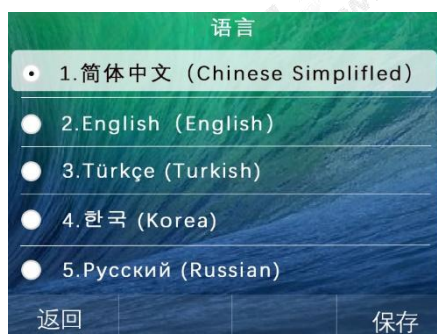 语言
1.简体中文（Chinese Simplifled）
2.English（English）
3.Türkçe (Turkish)
4.한국 (Korea)
5.Русский (Russian)
返回 保存